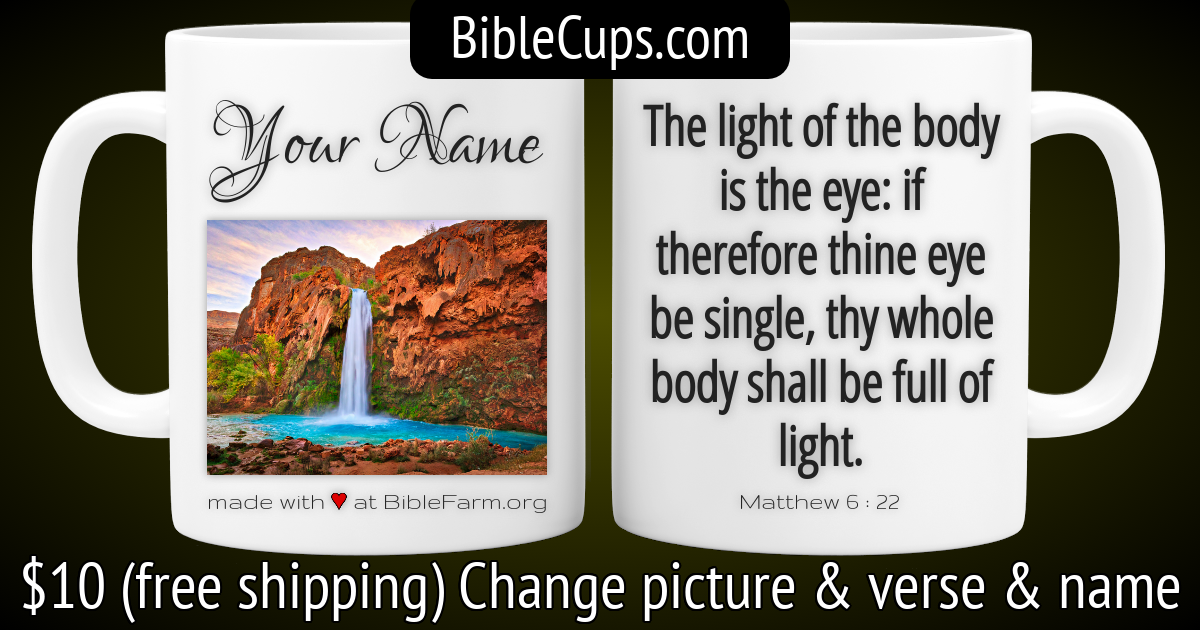 BibleCups.com
Your Name
made with ♥ at BibleFarm.org
The light of the body
is the eye: if
therefore thine eye
be single, thy whole
body shall be full of
light.
Matthew 6 : 22
$10 (free shipping) Change picture & verse & name